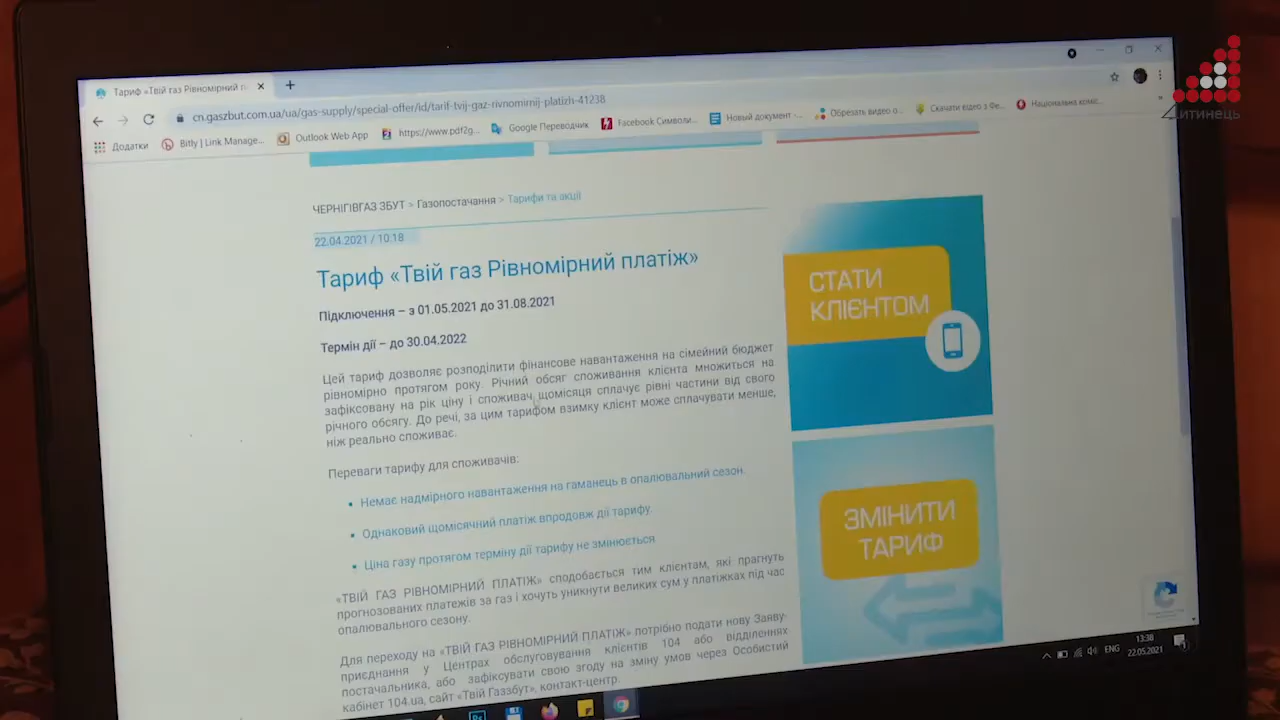 Тариф «Твій газ Рівномірний п
cn.gaszbut.com.ua/ua/gas-supply/special-offer/id/tarif-tvij-gaz-rivnomirnij-platizh-41238
Додатки
Bitly | Link Manage...
Outlook Web App
https://www.pdf2g...
Google Переводчик
Facebook Символи...
Новый документ -...
Обрезать видео о...
Скачати відео з Фе...
Національна коміс...
Дитинець
ЧЕРНІГІВГАЗ ЗБУТ > Газопостачання > Тарифи та акції
22.04.2021 / 10.18
Тариф «Твій газ Рівномірний платіж»
Підключення – з 01.05.2021 до 31.08.2021
Термін дії – до 30.04.2022
Цей тариф дозволяє розподілити фінансове навантаження на сімейний бюджет
рівномірно протягом року. Річний обсяг споживання клієнта множиться на
зафіксовану на рік ціну і споживач щомісяця сплачує рівні частини від свого
річного обсягу. До речі, за цим тарифом взимку клієнт може сплачувати менше,
ніж реально споживає.
Переваги тарифу для споживачів:
• Немає надмірного навантаження на гаманець в опалювальний сезон.
• Однаковий щомісячний платіж впродовж дії тарифу.
• Ціна газу протягом терміну дії тарифу не змінюється
«ТВІЙ ГАЗ РІВНОМІРНИЙ ПЛАТІЖ» сподобається тим клієнтам, які прагнуть
прогнозованих платежів за газ і хочуть уникнути великих сум у платіжках під час
опалювального сезону.
Для переходу на «ТВІЙ ГАЗ РІВНОМІРНИЙ ПЛАТІЖ» потрібно подати нову Заяву-
приєднання у Центрах обслуговування клієнтів 104 або відділеннях
постачальника, або зафіксувати свою згоду на зміну умов через Особистий
кабінет 104.ua, сайт «Твій Газзбут», контакт-центр.
СТАТИ
КЛІЄНТОМ
ЗМІНИТИ
ТАРИФ
ENG
13:38
22.05.2021